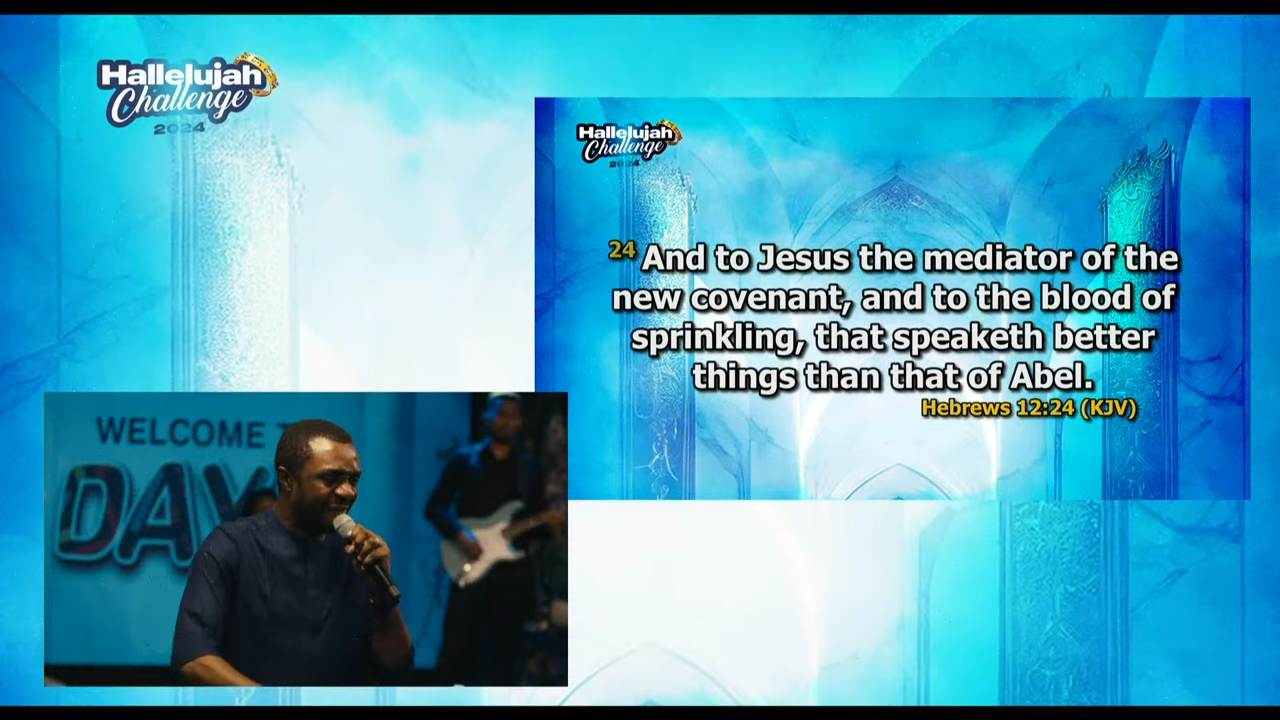 Hallelujah
Challenge
2024
Hallelujah
Challenge
2024
24 And to Jesus the mediator of the
new covenant, and to the blood of
sprinkling, that speaketh better
things than that of Abel.
Hebrews 12:24 (KJV)
WELCOME
DAY